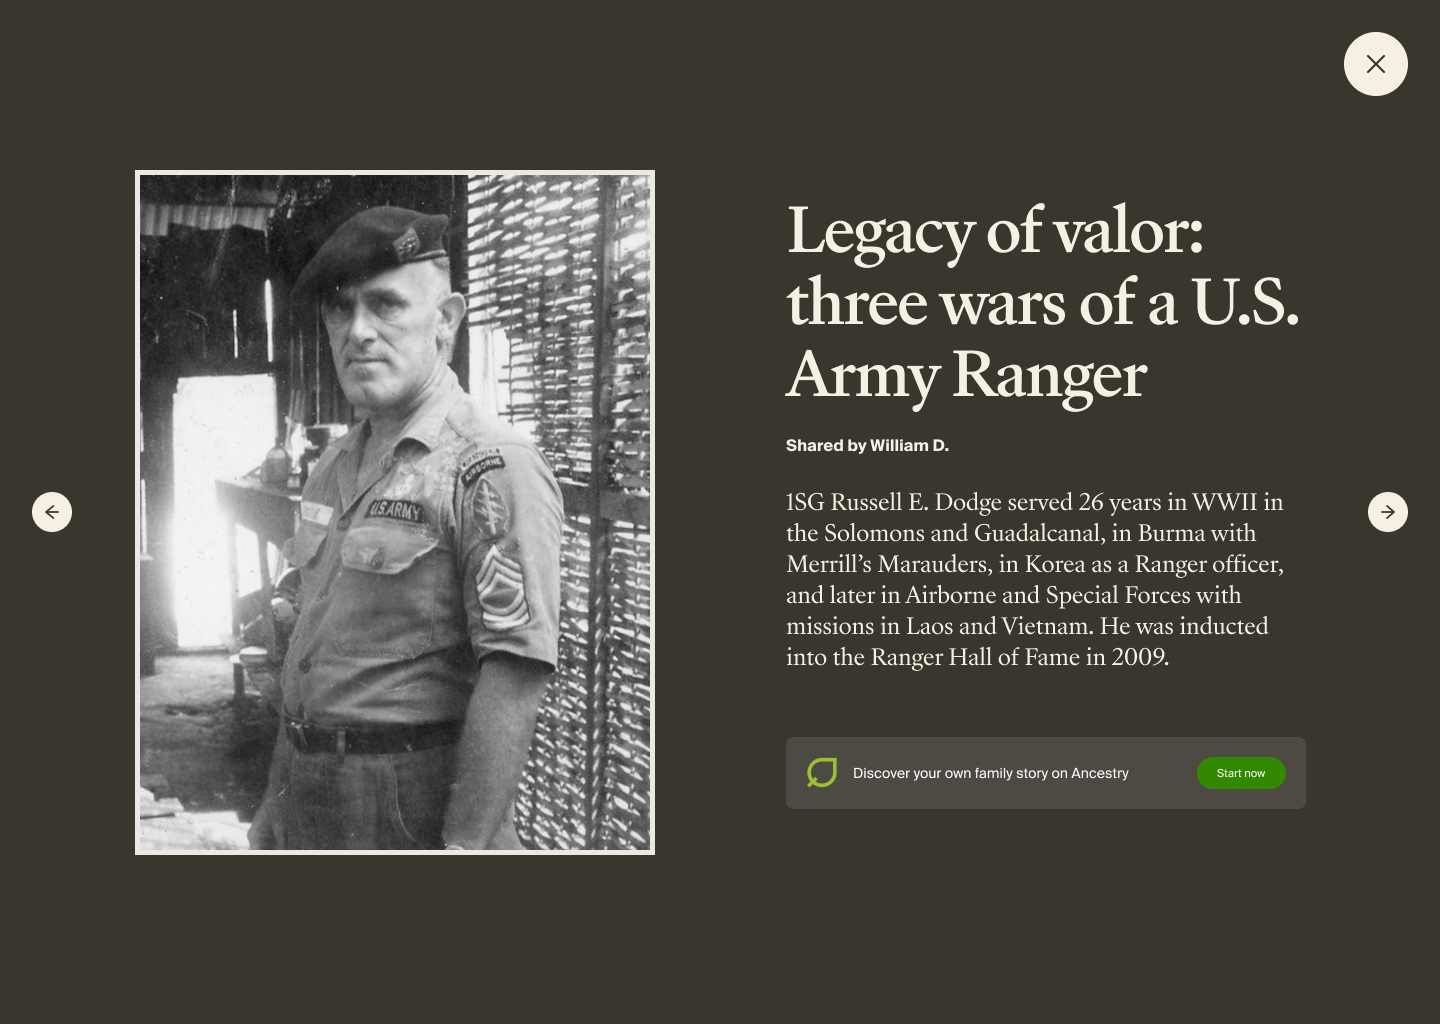 Legacy of valor:
three wars of a U.S.
Army Ranger
Shared by William D.
1SG Russell E. Dodge served 26 years in WWII in
the Solomons and Guadalcanal, in Burma with
Merrill’s Marauders, in Korea as a Ranger officer,
and later in Airborne and Special Forces with
missions in Laos and Vietnam. He was inducted
into the Ranger Hall of Fame in 2009.
Discover your own family story on Ancestry
Start now
AIRBORNE
U.S. ARMY